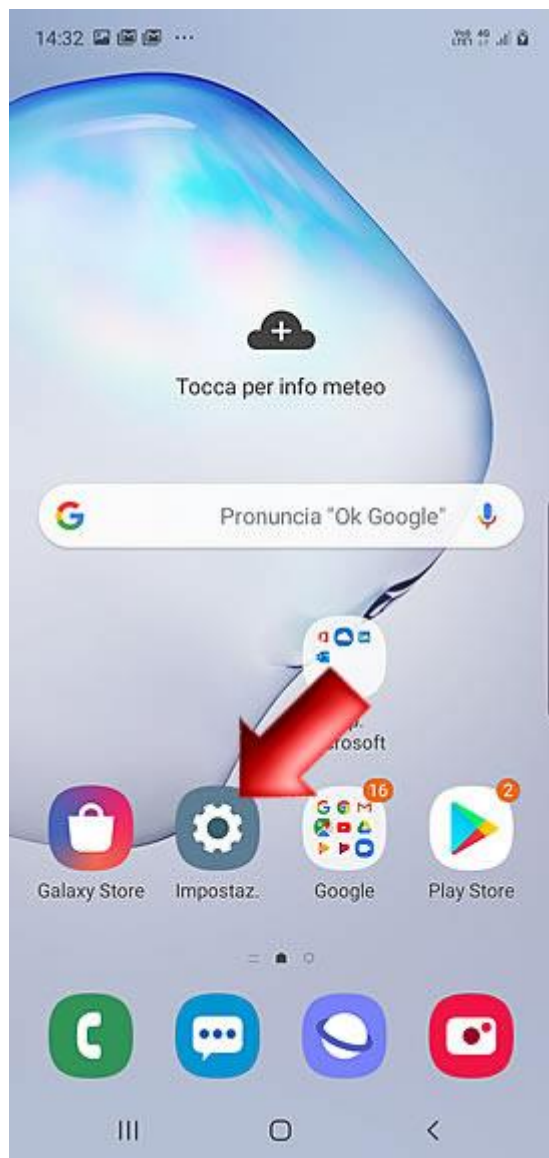 14:32
Tocca per info meteo
Pronuncia "Ok Google"
16
2
Galaxy Store
Impostaz.
Google
Play Store